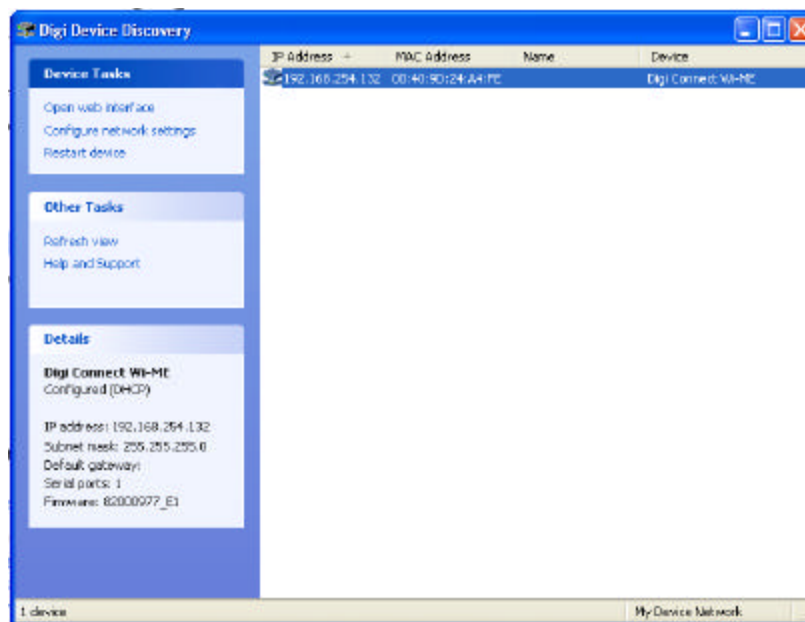 Digi Device Discovery
Device Tasks
Open web interface
Configure network settings
Restart device
Other Tasks
Refresh view
Help and Support
Details
Digi Connect Wi-ME
Configured (DHCP)
IP address: 192.168.254.132
Subnet mask: 255.255.255.0
Default gateway:
Serial ports: 1
Firmware: 82000977_E1
IP Address MAC Address Name Device
192.168.254.132 00:40:9D:24:A4:FE Digi Connect Wi-ME
1 device My Device Network